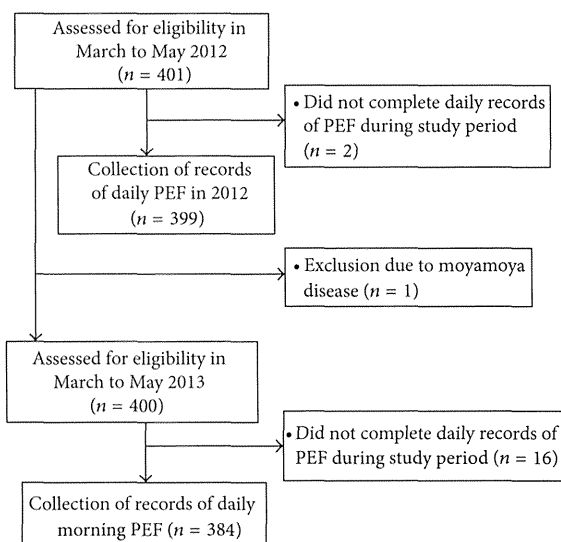 Assessed for eligibility in
March to May 2012
(n = 401)
• Did not complete daily records
of PEF during study period
(n = 2)
Collection of records
of daily PEF in 2012
(n = 399)
• Exclusion due to moyamoya
disease (n = 1)
Assessed for eligibility in
March to May 2013
(n = 400)
• Did not complete daily records of
PEF during study period (n = 16)
Collection of records of daily
morning PEF (n = 384)